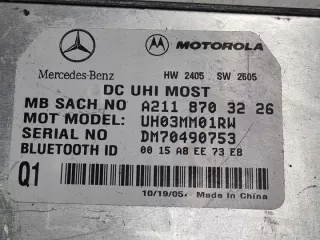 MOTOROLA
Mercedes-Benz HW 2405 SW 2605
DC UHI MOST
MB SACH NO A211 870 32 26
MOT MODEL: UH03MM01RW
SERIAL NO DM70490753
BLUETOOTH ID 00 15 A8 EE 73 EB
Q1
10/19/05 Made In China